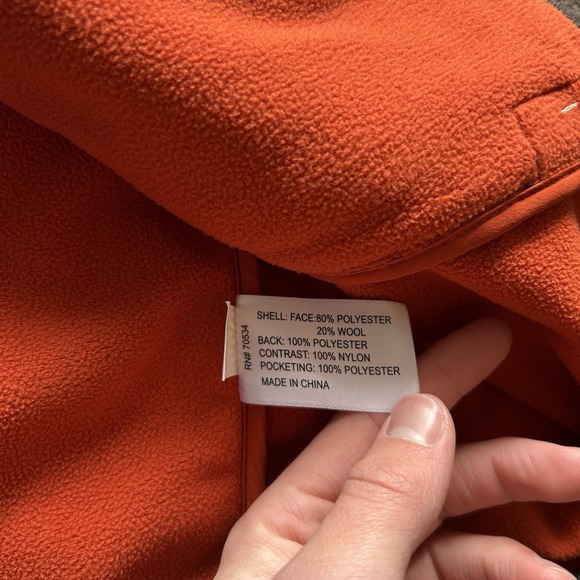 SHELL: FACE:80% POLYESTER
20% WOOL
BACK: 100% POLYESTER
CONTRAST: 100% NYLON
POCKETING: 100% POLYESTER
MADE IN CHINA
RN# 70534